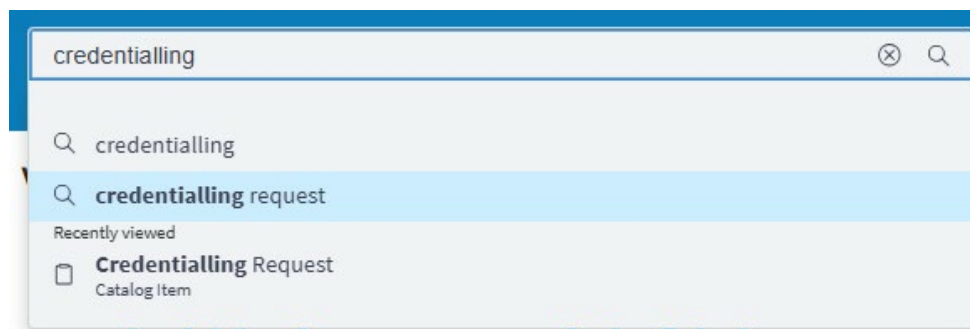 credentialling
credentialling
credentialling request
Recently viewed
Credentialling Request
Catalog Item